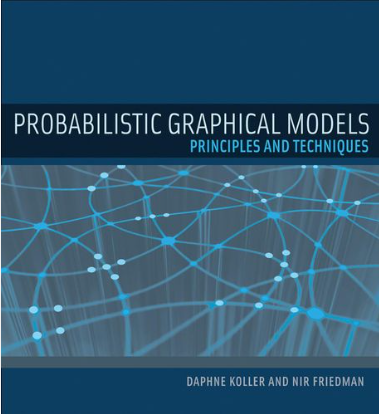 PROBABILISTIC GRAPHICAL MODELS
PRINCIPLES AND TECHNIQUES
DAPHNE KOLLER AND NIR FRIEDMAN